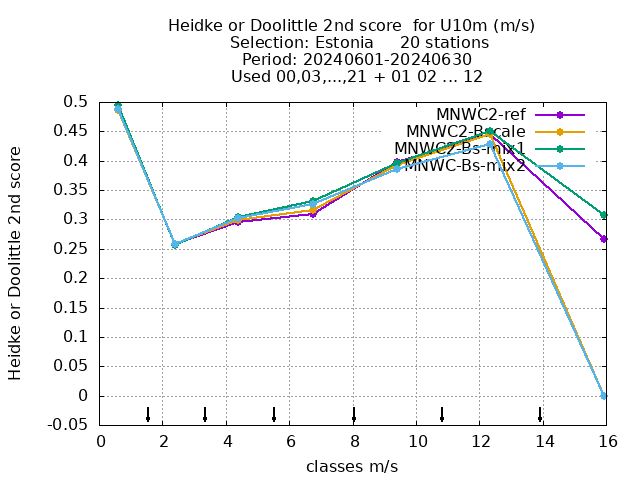 Heidke or Doolittle 2nd score  for U10m (m/s)
Selection: Estonia     20 stations
Period: 20240601-20240630
Used 00,03,...,21 + 01 02 ... 12
Heidke or Doolittle 2nd score
0.5
0.45
0.4
0.35
0.3
0.25
0.2
0.15
0.1
0.05
0
-0.05
MNWC2-ref
MNWC2-Bscale
MNWC2-Bs-mix1
MNWC-Bs-mix2
0 2 4 6 8 10 12 14 16
classes m/s